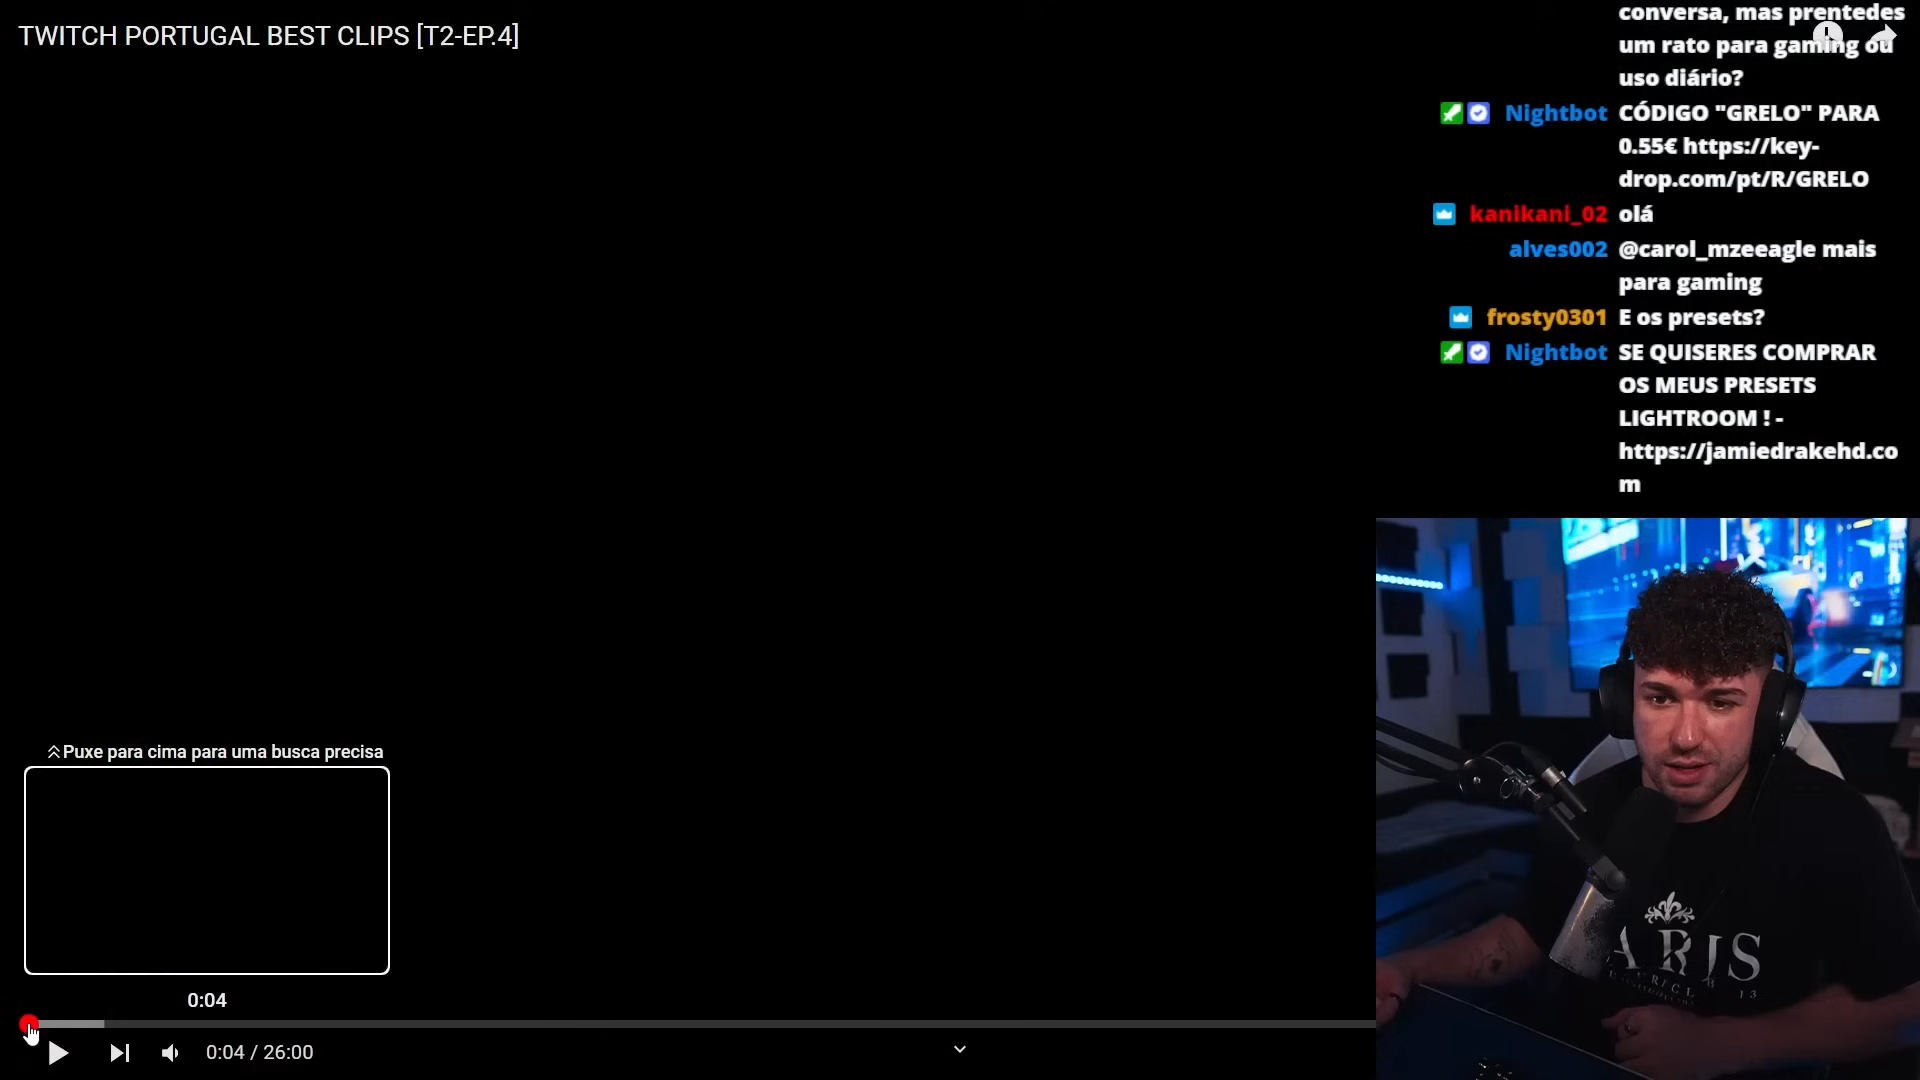 TWITCH PORTUGAL BEST CLIPS [T2-EP.4]
conversa, mas prentedes
um rato para gaming ou
uso diário?
Nightbot CÓDIGO "GRELO" PARA
0.55€ https://key-
drop.com/pt/R/GRELO
kanikani_02 olá
alves002 @carol_mzeeagle mais
para gaming
frosty0301 E os presets?
Nightbot SE QUISERES COMPRAR
OS MEUS PRESETS
LIGHTROOM ! -
https://jamiedrakehd.co
m
Puxe para cima para uma busca precisa
0:04
0:04 / 26:00
ARIS